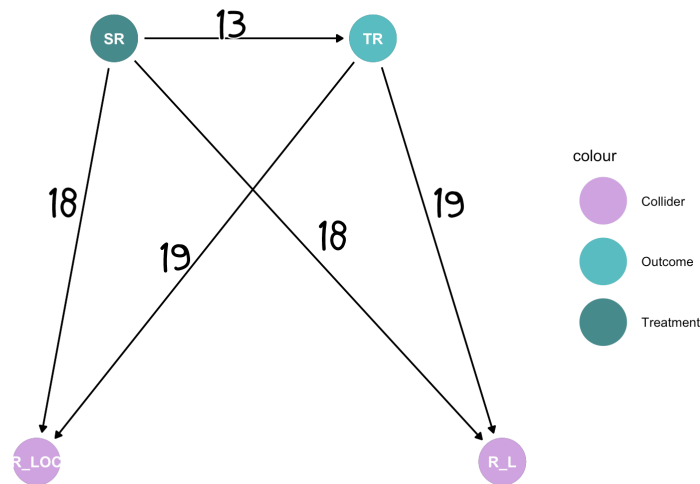 13
SR
TR
colour
18
19
18
19
Collider
Outcome
Treatment
R_LOC
R_L